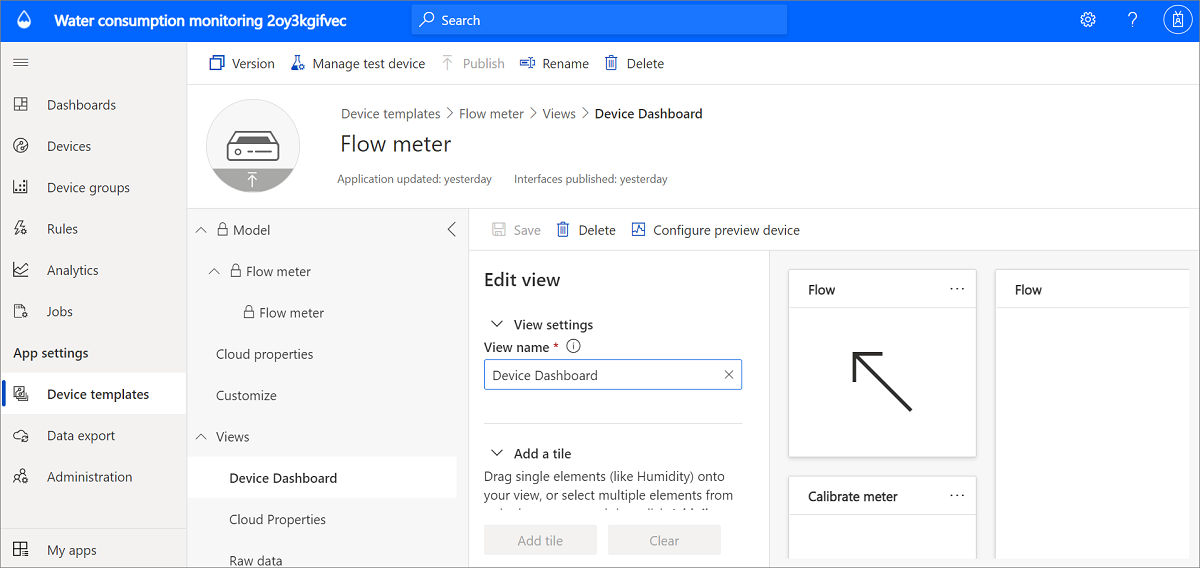 Water consumption monitoring 2oy3kgifvec
Search
?
Version
Manage test device
Publish
Rename
Delete
Dashboards
Devices
Device groups
Rules
Analytics
Jobs
App settings
Device templates
Data export
Administration
My apps
Device templates > Flow meter > Views > Device Dashboard
Flow meter
Application updated: yesterday Interfaces published: yesterday
Model
Flow meter
Flow meter
Cloud properties
Customize
Views
Device Dashboard
Cloud Properties
Raw data
Save
Delete
Configure preview device
Edit view
View settings
View name *
Device Dashboard
Add a tile
Drag single elements (like Humidity) onto
your view, or select multiple elements from
Add tile
Clear
Flow
...
Flow
Calibrate meter
...